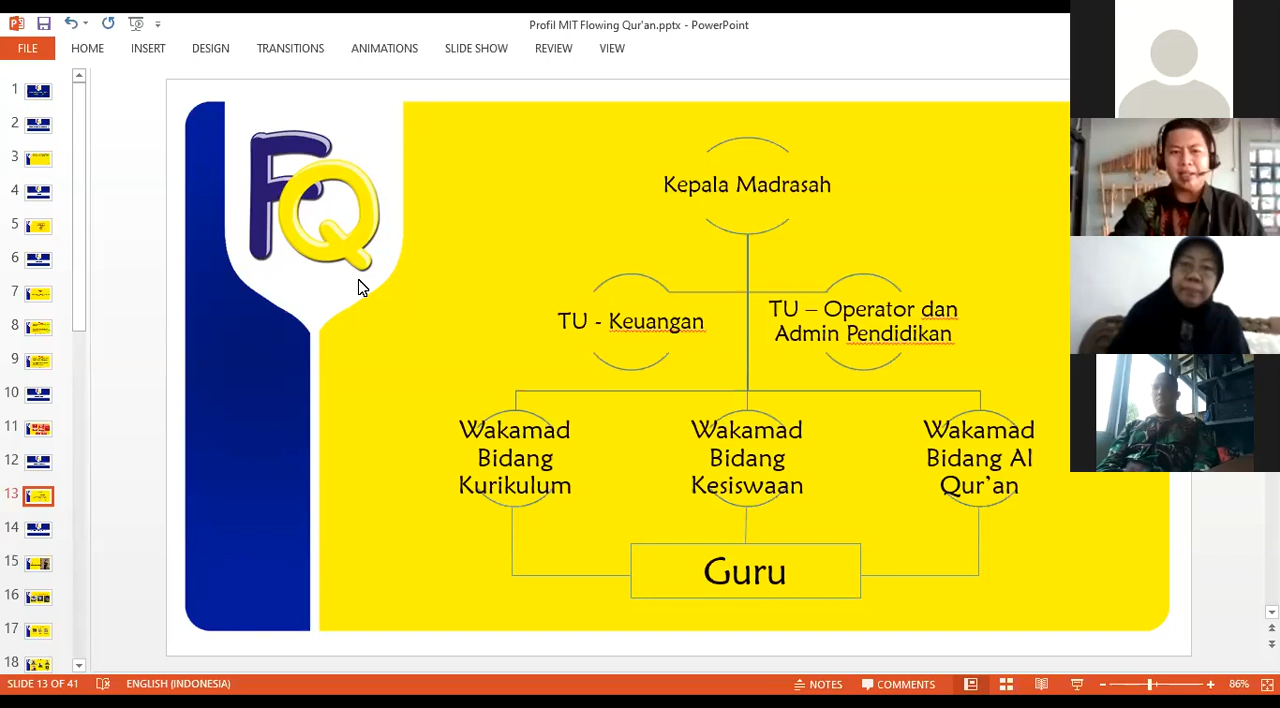 Profil MIT Flowing Qur'an.pptx - PowerPoint
FILE
HOME
INSERT
DESIGN
TRANSITIONS
ANIMATIONS
SLIDE SHOW
REVIEW
VIEW
1
2
3
4
5
6
7
8
9
10
11
12
13
14
15
16
17
18
FQ
Kepala Madrasah
TU - Keuangan
TU – Operator dan
Admin Pendidikan
Wakamad
Bidang
Kurikulum
Wakamad
Bidang
Kesiswaan
Wakamad
Bidang Al
Qur’an
Guru
SLIDE 13 OF 41
ENGLISH (INDONESIA)
NOTES
COMMENTS
86%